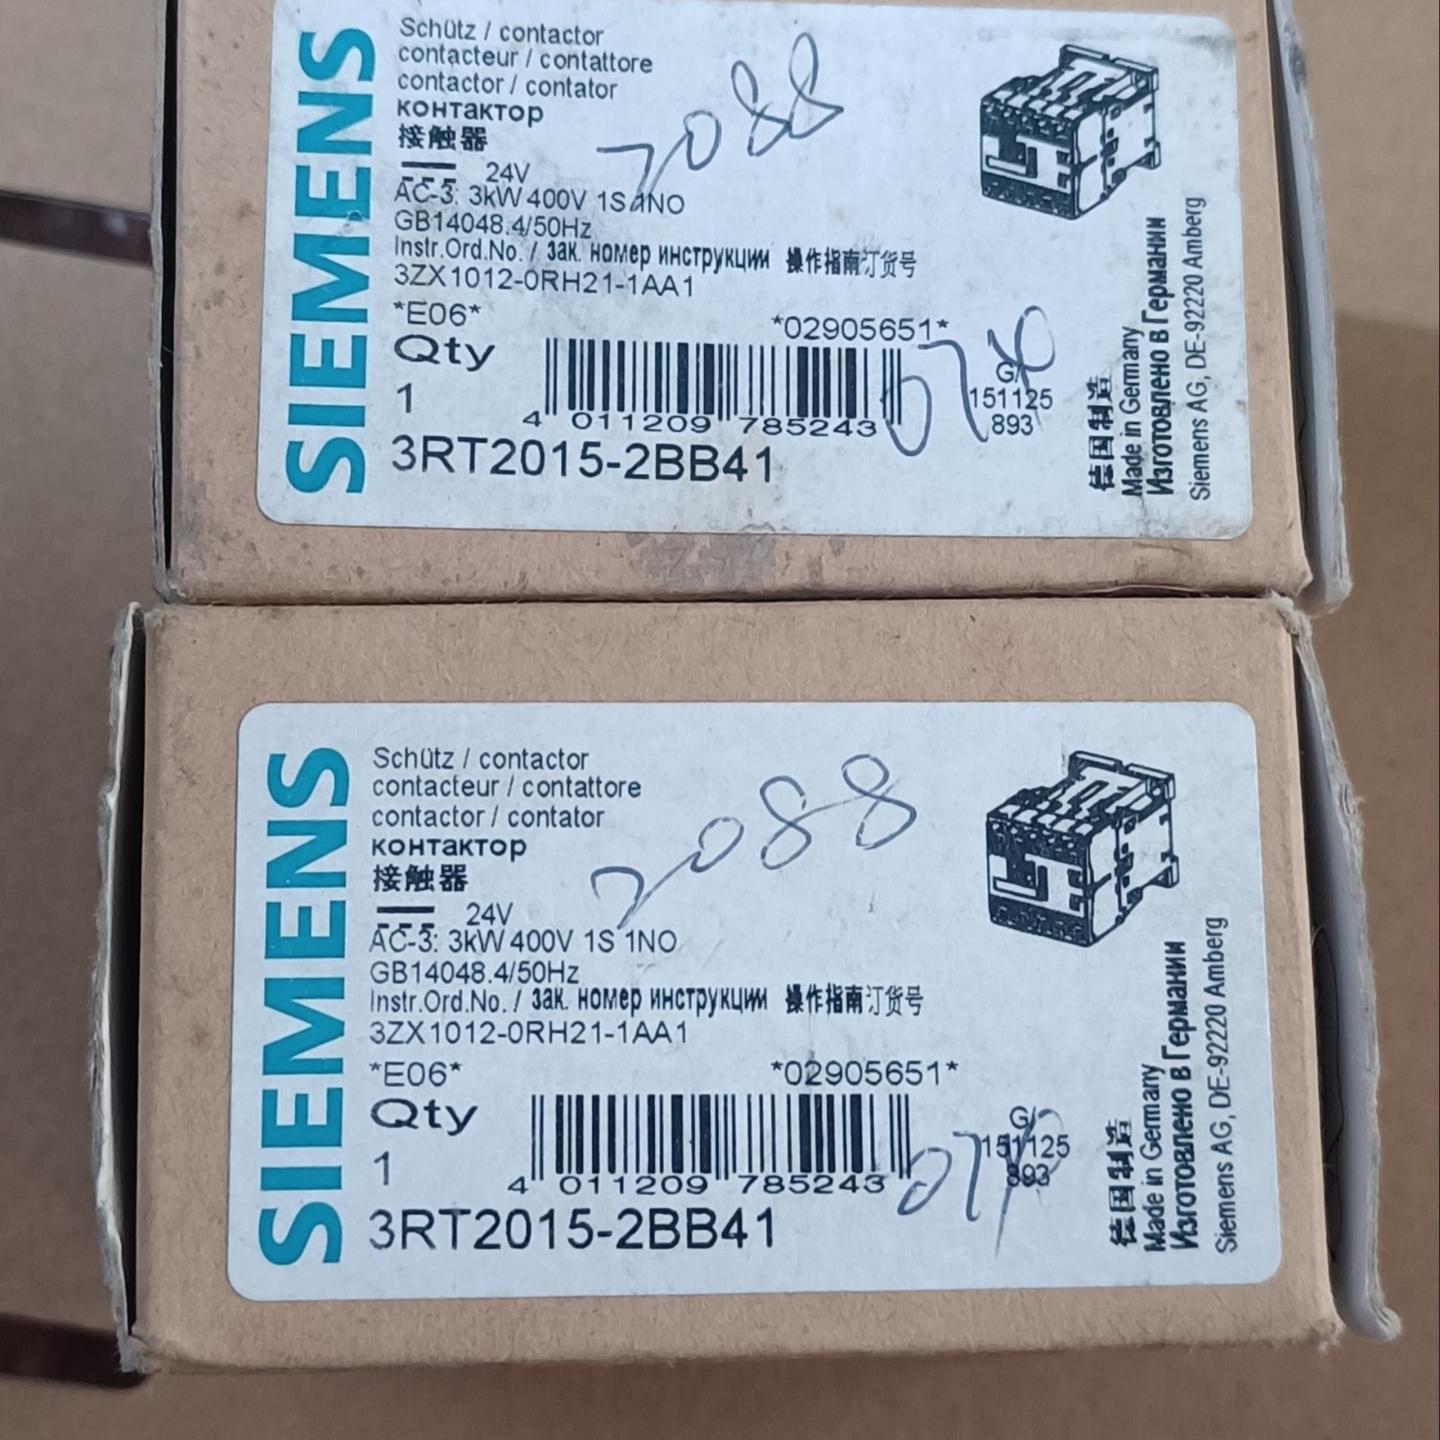 SIEMENS
Schütz / contactor
contacteur / contattore
contactor / contator
контактор
接触器
24V
AC-3: 3kW 400V 1S 1NO
GB14048.4/50Hz
Instr.Ord.No. / зак. номер инструкции 操作指南订货号
3ZX1012-0RH21-1AA1
*E06* *02905651*
Qty
1
4 011209 785243
G/
151125
893
3RT2015-2BB41
德国制造
Made in Germany
Изготовлено в Германии
Siemens AG, DE-92220 Amberg
7088
SIEMENS
Schütz / contactor
contacteur / contattore
contactor / contator
контактор
接触器
24V
AC-3: 3kW 400V 1S 1NO
GB14048.4/50Hz
Instr.Ord.No. / зак. номер инструкции 操作指南订货号
3ZX1012-0RH21-1AA1
*E06* *02905651*
Qty
1
4 011209 785243
G/
151125
893
3RT2015-2BB41
德国制造
Made in Germany
Изготовлено в Германии
Siemens AG, DE-92220 Amberg
7088